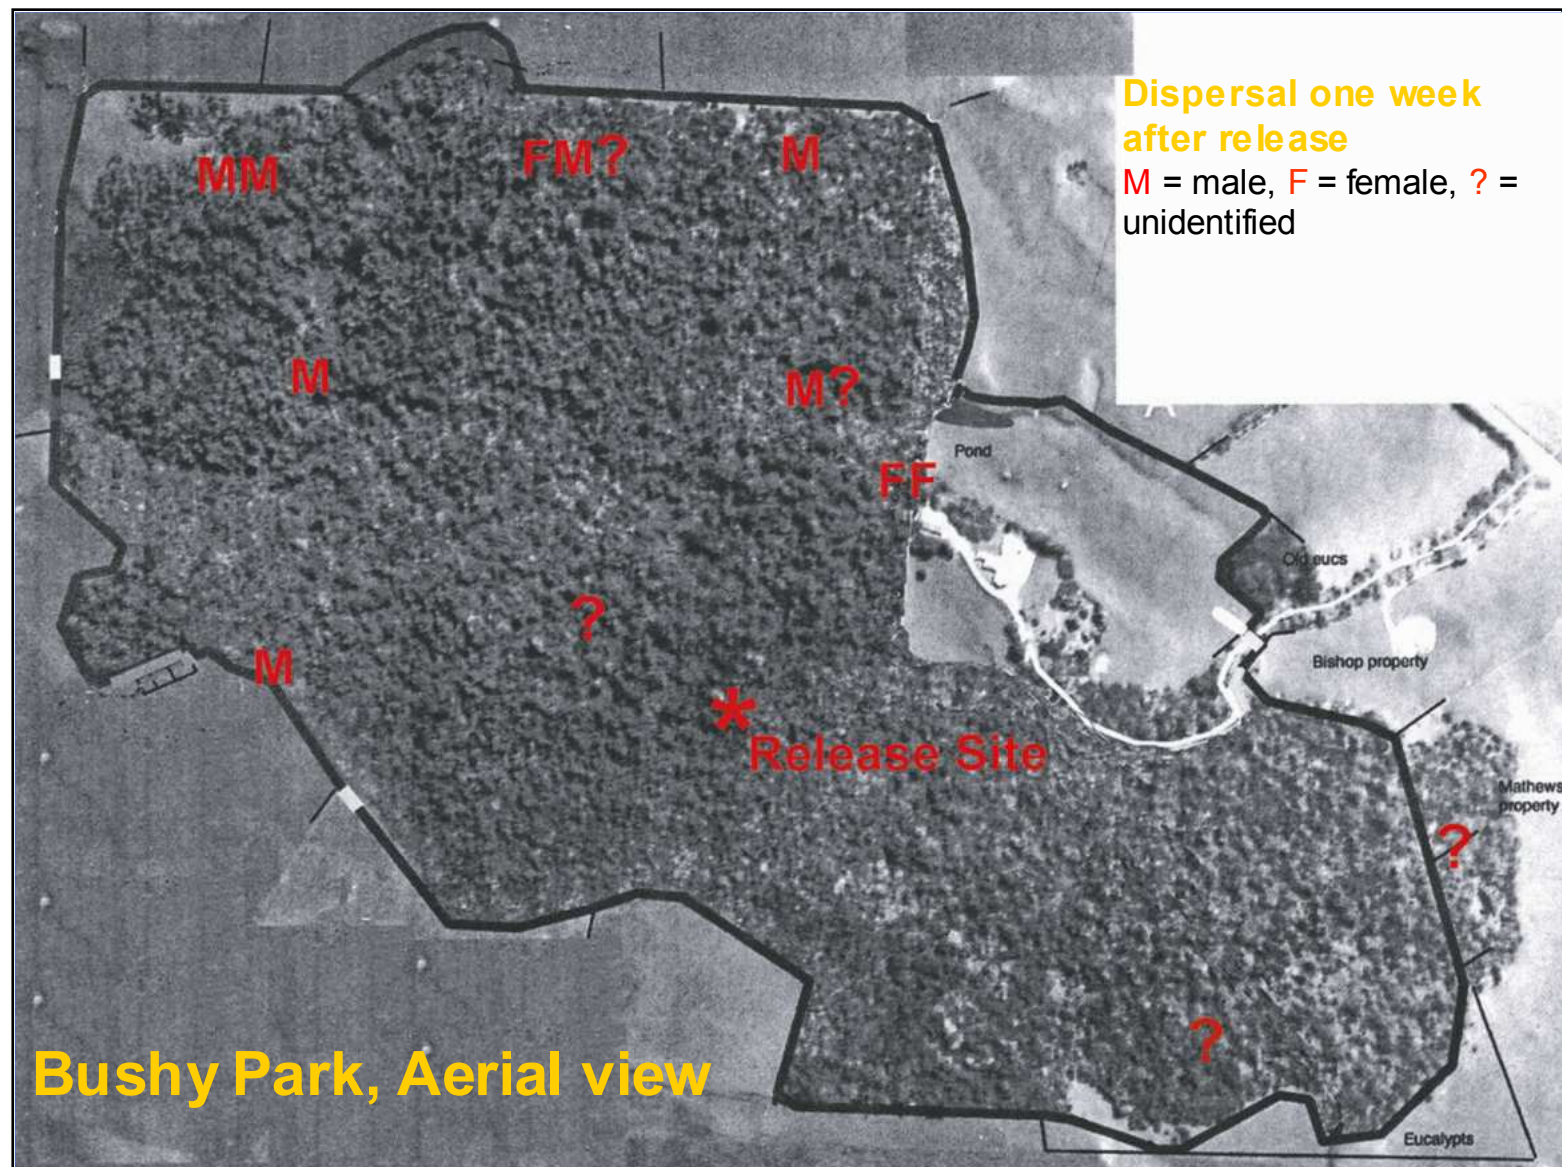 Dispersal one week
after release
M = male, F = female, ? =
unidentified
MM
FM?
M
M
M?
Pond
FF
Old eucs
?
Bishop property
M
*
Release Site
Mathews
property
?
?
Bushy Park, Aerial view
Eucalypts